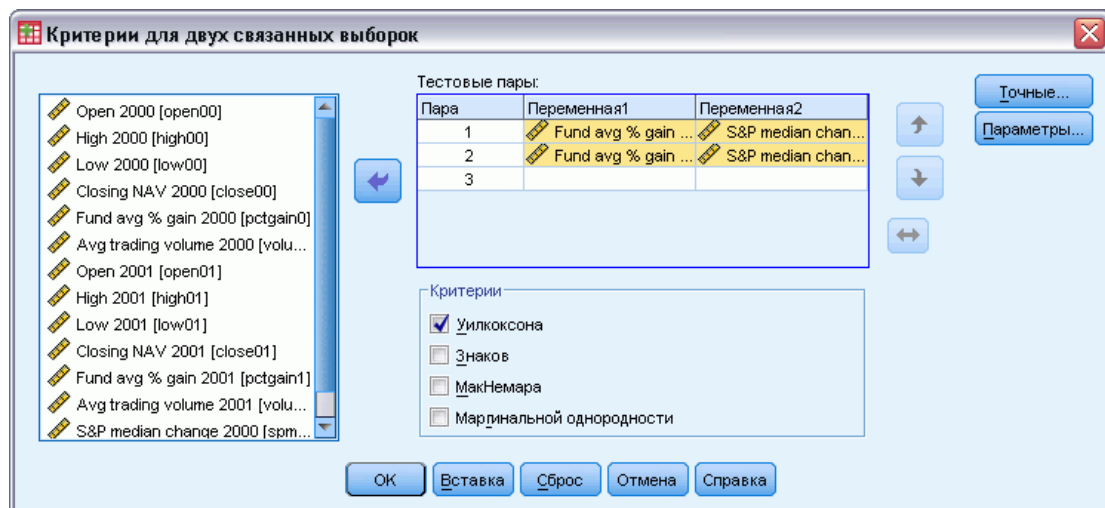 Критерии для двух связанных выборок
Open 2000 [open00]
High 2000 [high00]
Low 2000 [low00]
Closing NAV 2000 [close00]
Fund avg % gain 2000 [pctgain0]
Avg trading volume 2000 [volu...
Open 2001 [open01]
High 2001 [high01]
Low 2001 [low01]
Closing NAV 2001 [close01]
Fund avg % gain 2001 [pctgain1]
Avg trading volume 2001 [volu...
S&P median change 2000 [spm...
Тестовые пары:
Пара Переменная1 Переменная2
1 Fund avg % gain ... S&P median chan...
2 Fund avg % gain ... S&P median chan...
3
Критерии
Уилкоксона
Знаков
МакНемара
Маргинальной однородности
Точные...
Параметры...
OK Вставка Сброс Отмена Справка